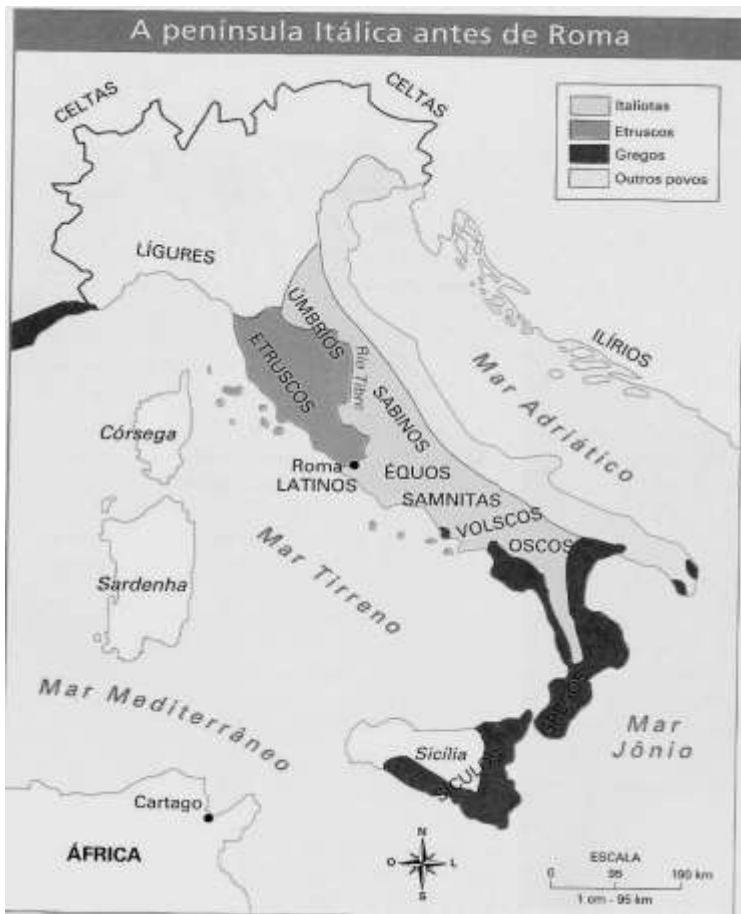 A península Itálica antes de Roma
CELTAS
CELTAS
Italiotas
Etruscos
Gregos
Outros povos
LÍGURES
ÚMBRIOS
ETRUSCOS
Rio Tibre
SABINOS
ILÍRIOS
Mar Adriático
Córsega
Roma
LATINOS
ÉQUOS
SAMNITAS
VOLSCOS
OSCOS
Sardenha
Mar Tirreno
Mar Mediterrâneo
GREGOS
Mar
Jônio
Sicília
SÍCULOS
Cartago
ÁFRICA
N
O
L
S
ESCALA
0 95 190 km
1 cm - 95 km